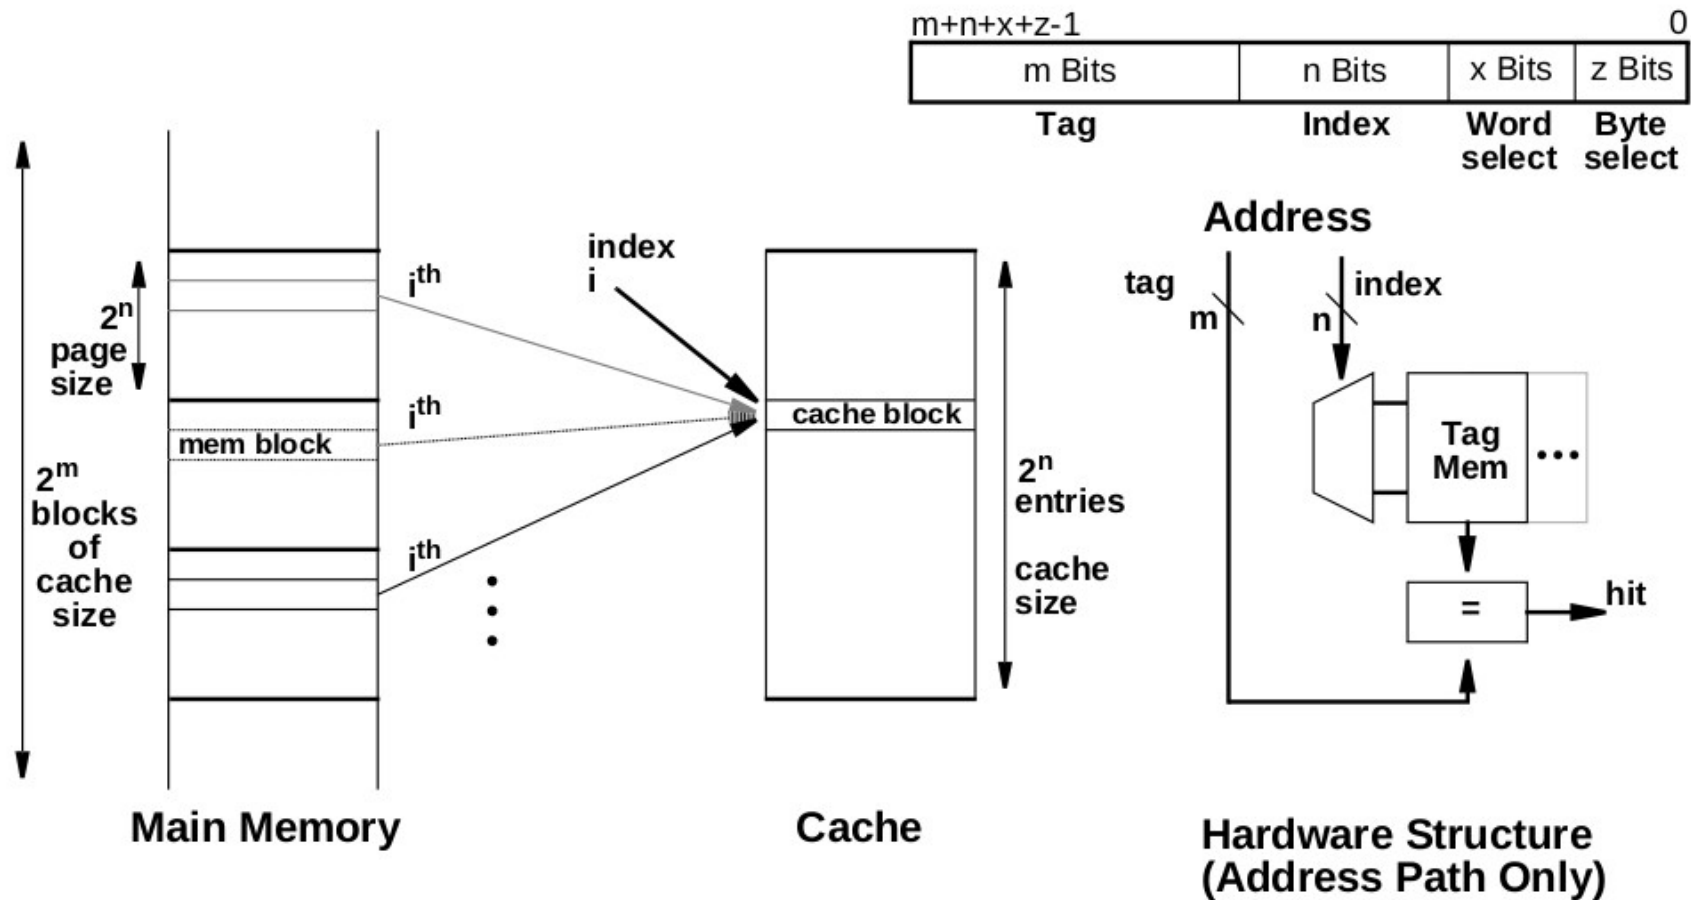 m+n+x+z-1 0
m Bits n Bits x Bits z Bits
Tag Index Word select Byte select
Address
tag
m
index
n
Tag
Mem
•••
=
hit
Hardware Structure
(Address Path Only)
2ⁿ
page
size
2ᵐ
blocks
of
cache
size
iᵗʰ
iᵗʰ
mem block
iᵗʰ
Main Memory
index
i
cache block
2ⁿ
entries
cache
size
Cache